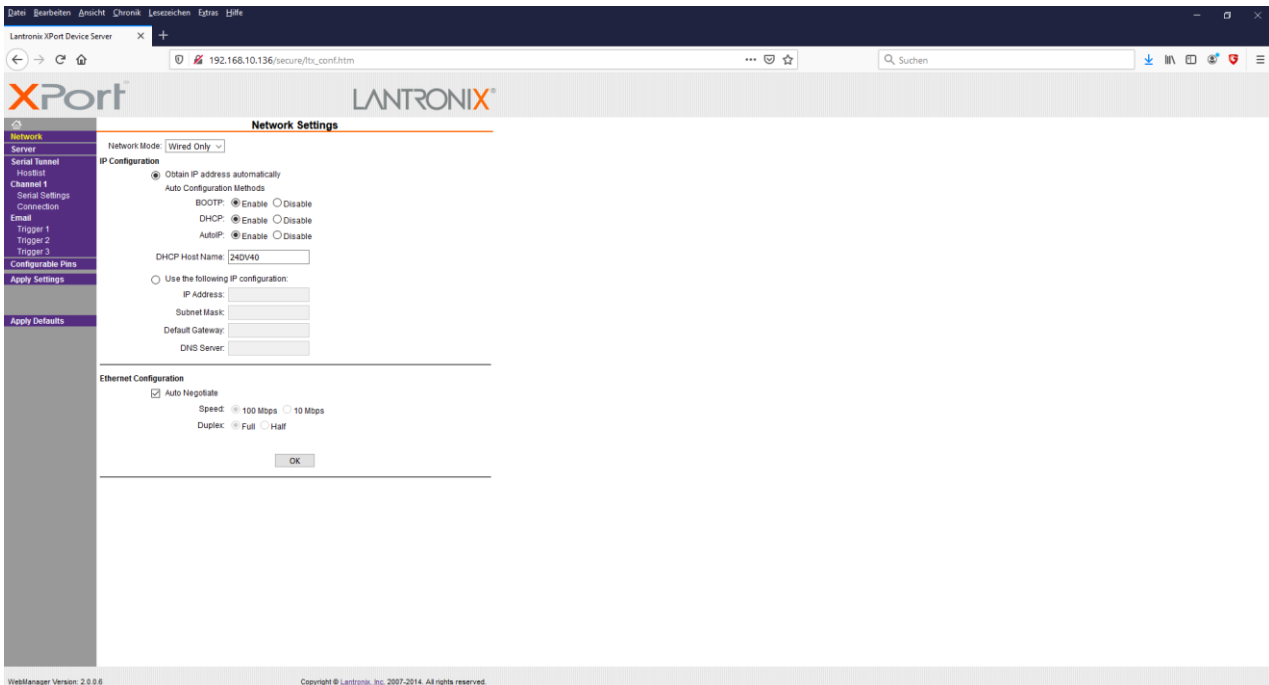 Datei Bearbeiten Ansicht Chronik Lesezeichen Extras Hilfe
Lantronix XPort Device Server
192.168.10.136/secure/ltx_conf.htm
Suchen
XPort
LANTRONIX®
Network Settings
Network
Server
Serial Tunnel
Hostlist
Channel 1
Serial Settings
Connection
Email
Trigger 1
Trigger 2
Trigger 3
Configurable Pins
Apply Settings
Apply Defaults
Network Mode: Wired Only
IP Configuration
Obtain IP address automatically
Auto Configuration Methods
BOOTP: Enable Disable
DHCP: Enable Disable
AutoIP: Enable Disable
DHCP Host Name: 24DV40
Use the following IP configuration:
IP Address:
Subnet Mask:
Default Gateway:
DNS Server:
Ethernet Configuration
Auto Negotiate
Speed: 100 Mbps 10 Mbps
Duplex: Full Half
OK
WebManager Version: 2.0.0.6
Copyright © Lantronix, Inc. 2007-2014. All rights reserved.